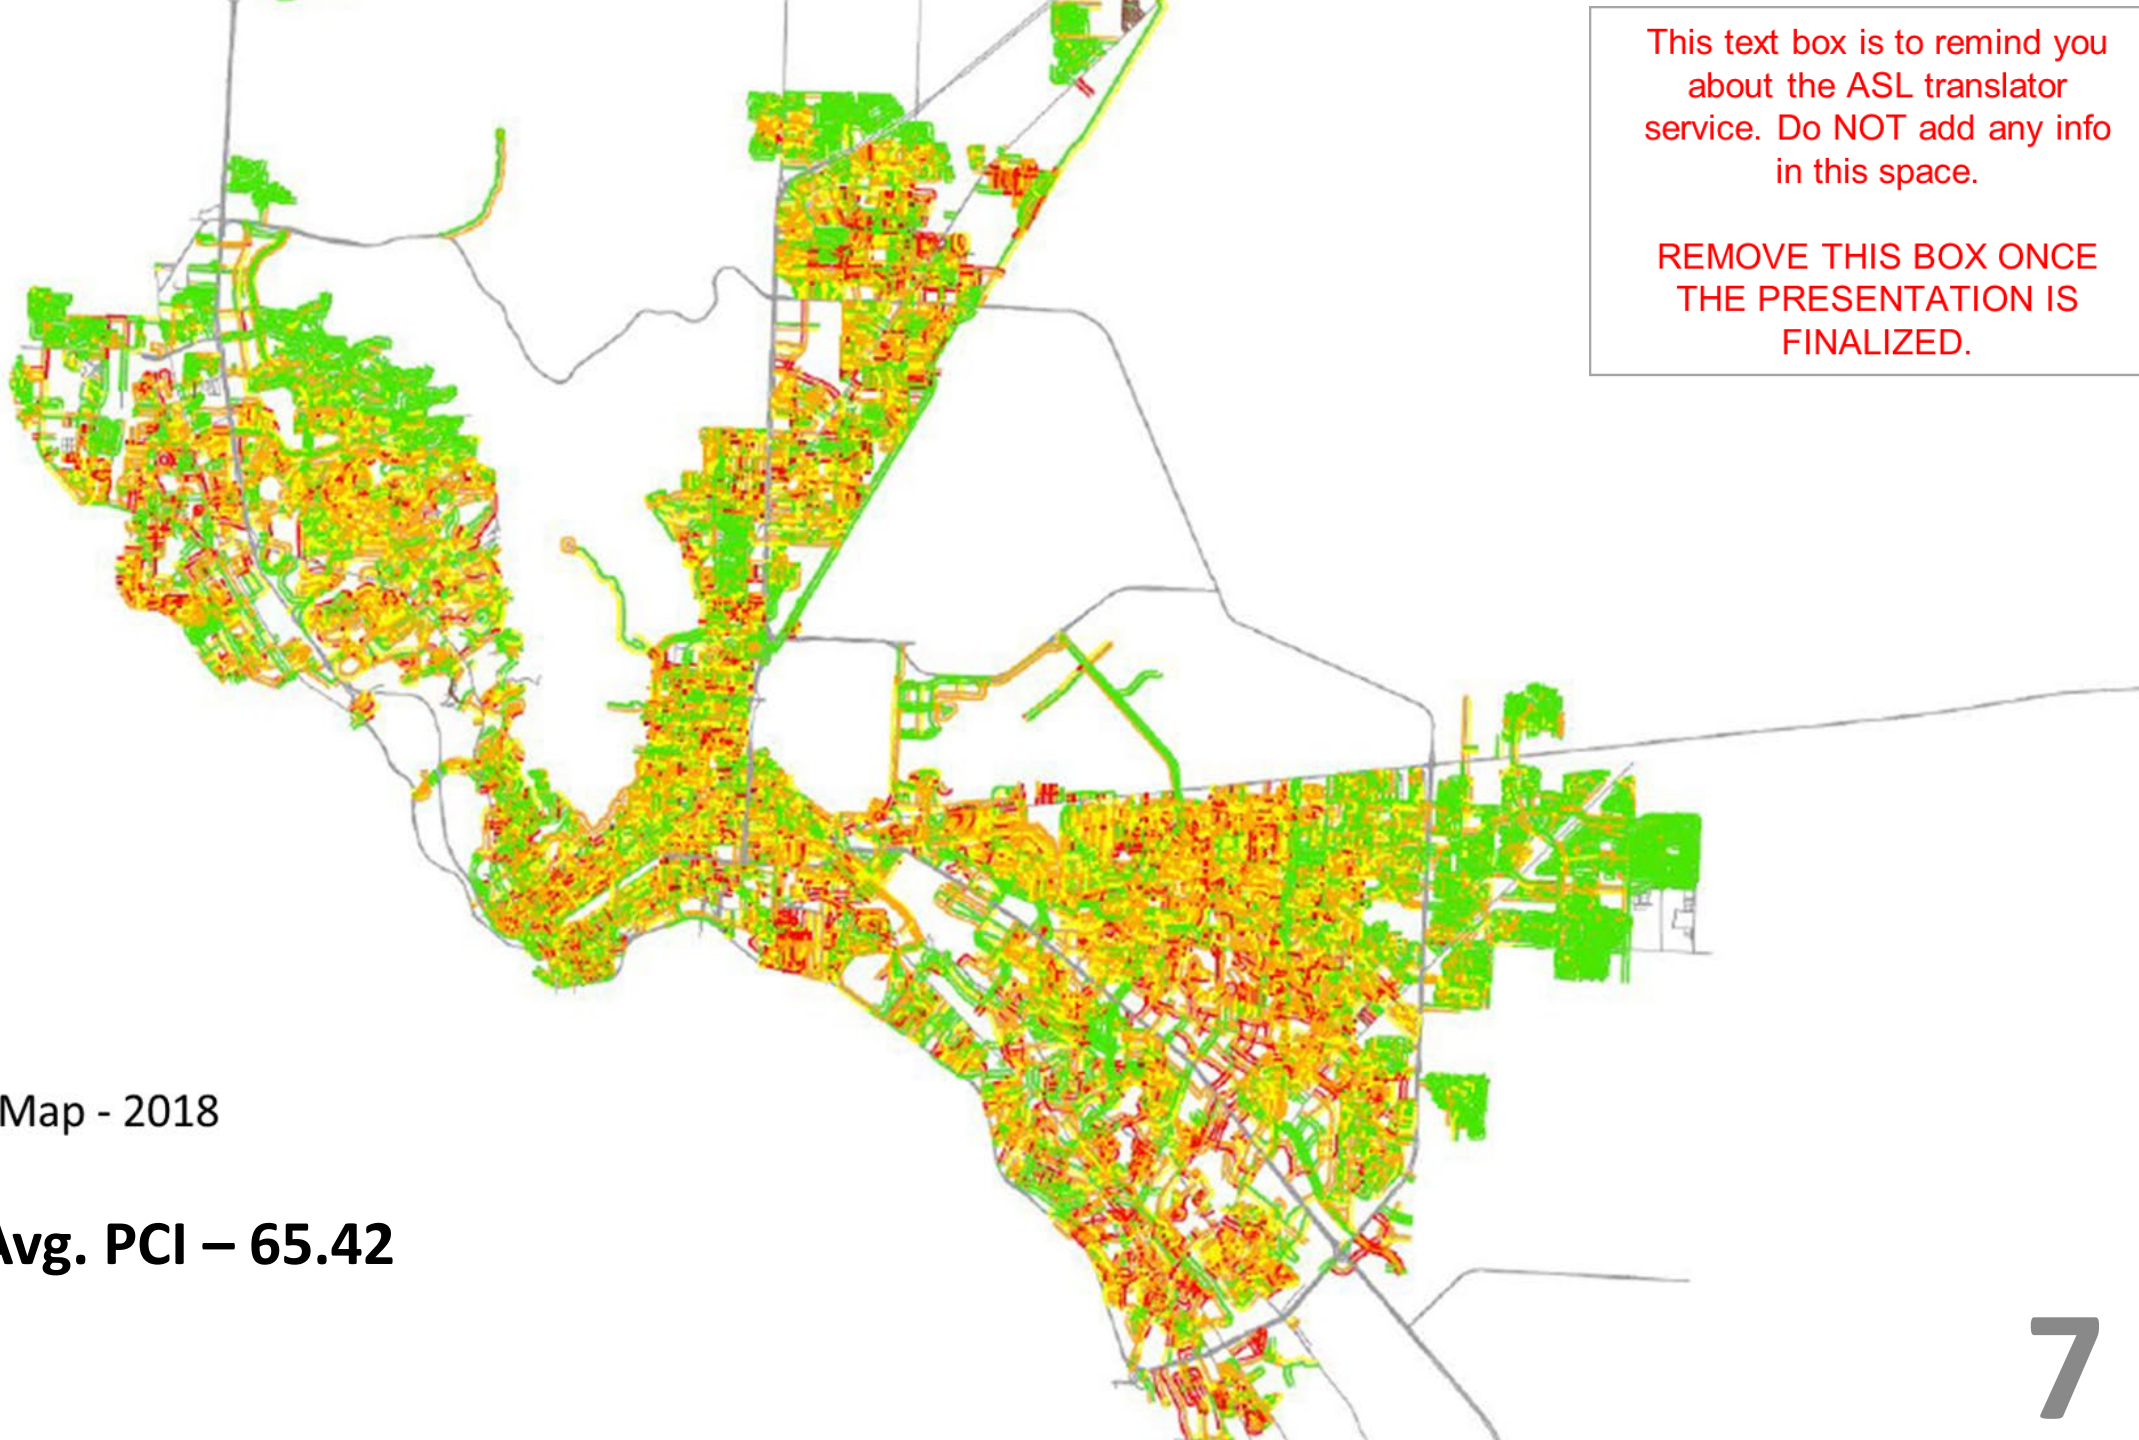 This text box is to remind you
about the ASL translator
service. Do NOT add any info
in this space.
REMOVE THIS BOX ONCE
THE PRESENTATION IS
FINALIZED.
Map - 2018
Avg. PCI – 65.42
7